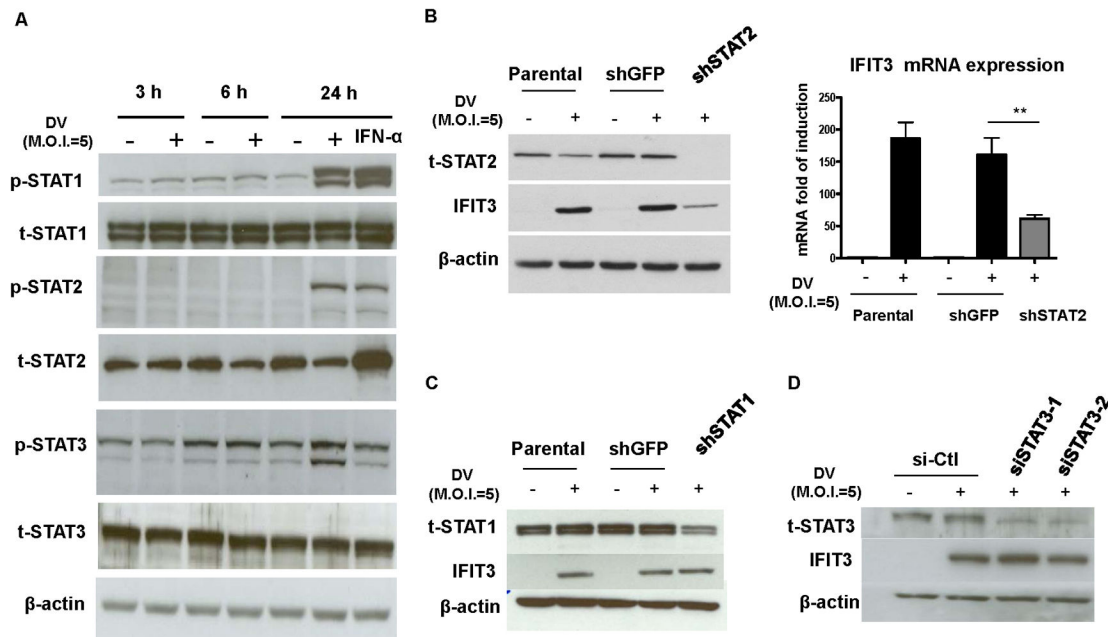 A
3 h 6 h 24 h
DV
(M.O.I.=5) - + - + - + IFN-α
p-STAT1
t-STAT1
p-STAT2
t-STAT2
p-STAT3
t-STAT3
β-actin
B
Parental shGFP shSTAT2
DV
(M.O.I.=5) - + - + +
t-STAT2
IFIT3
β-actin
IFIT3 mRNA expression
mRNA fold of induction
250
200
150
100
50
0
**
DV
(M.O.I.=5) - + - + +
Parental shGFP shSTAT2
C
Parental shGFP shSTAT1
DV
(M.O.I.=5) - + - + +
t-STAT1
IFIT3
β-actin
D
si-Ctl siSTAT3-1 siSTAT3-2
DV
(M.O.I.=5) - + + +
t-STAT3
IFIT3
β-actin